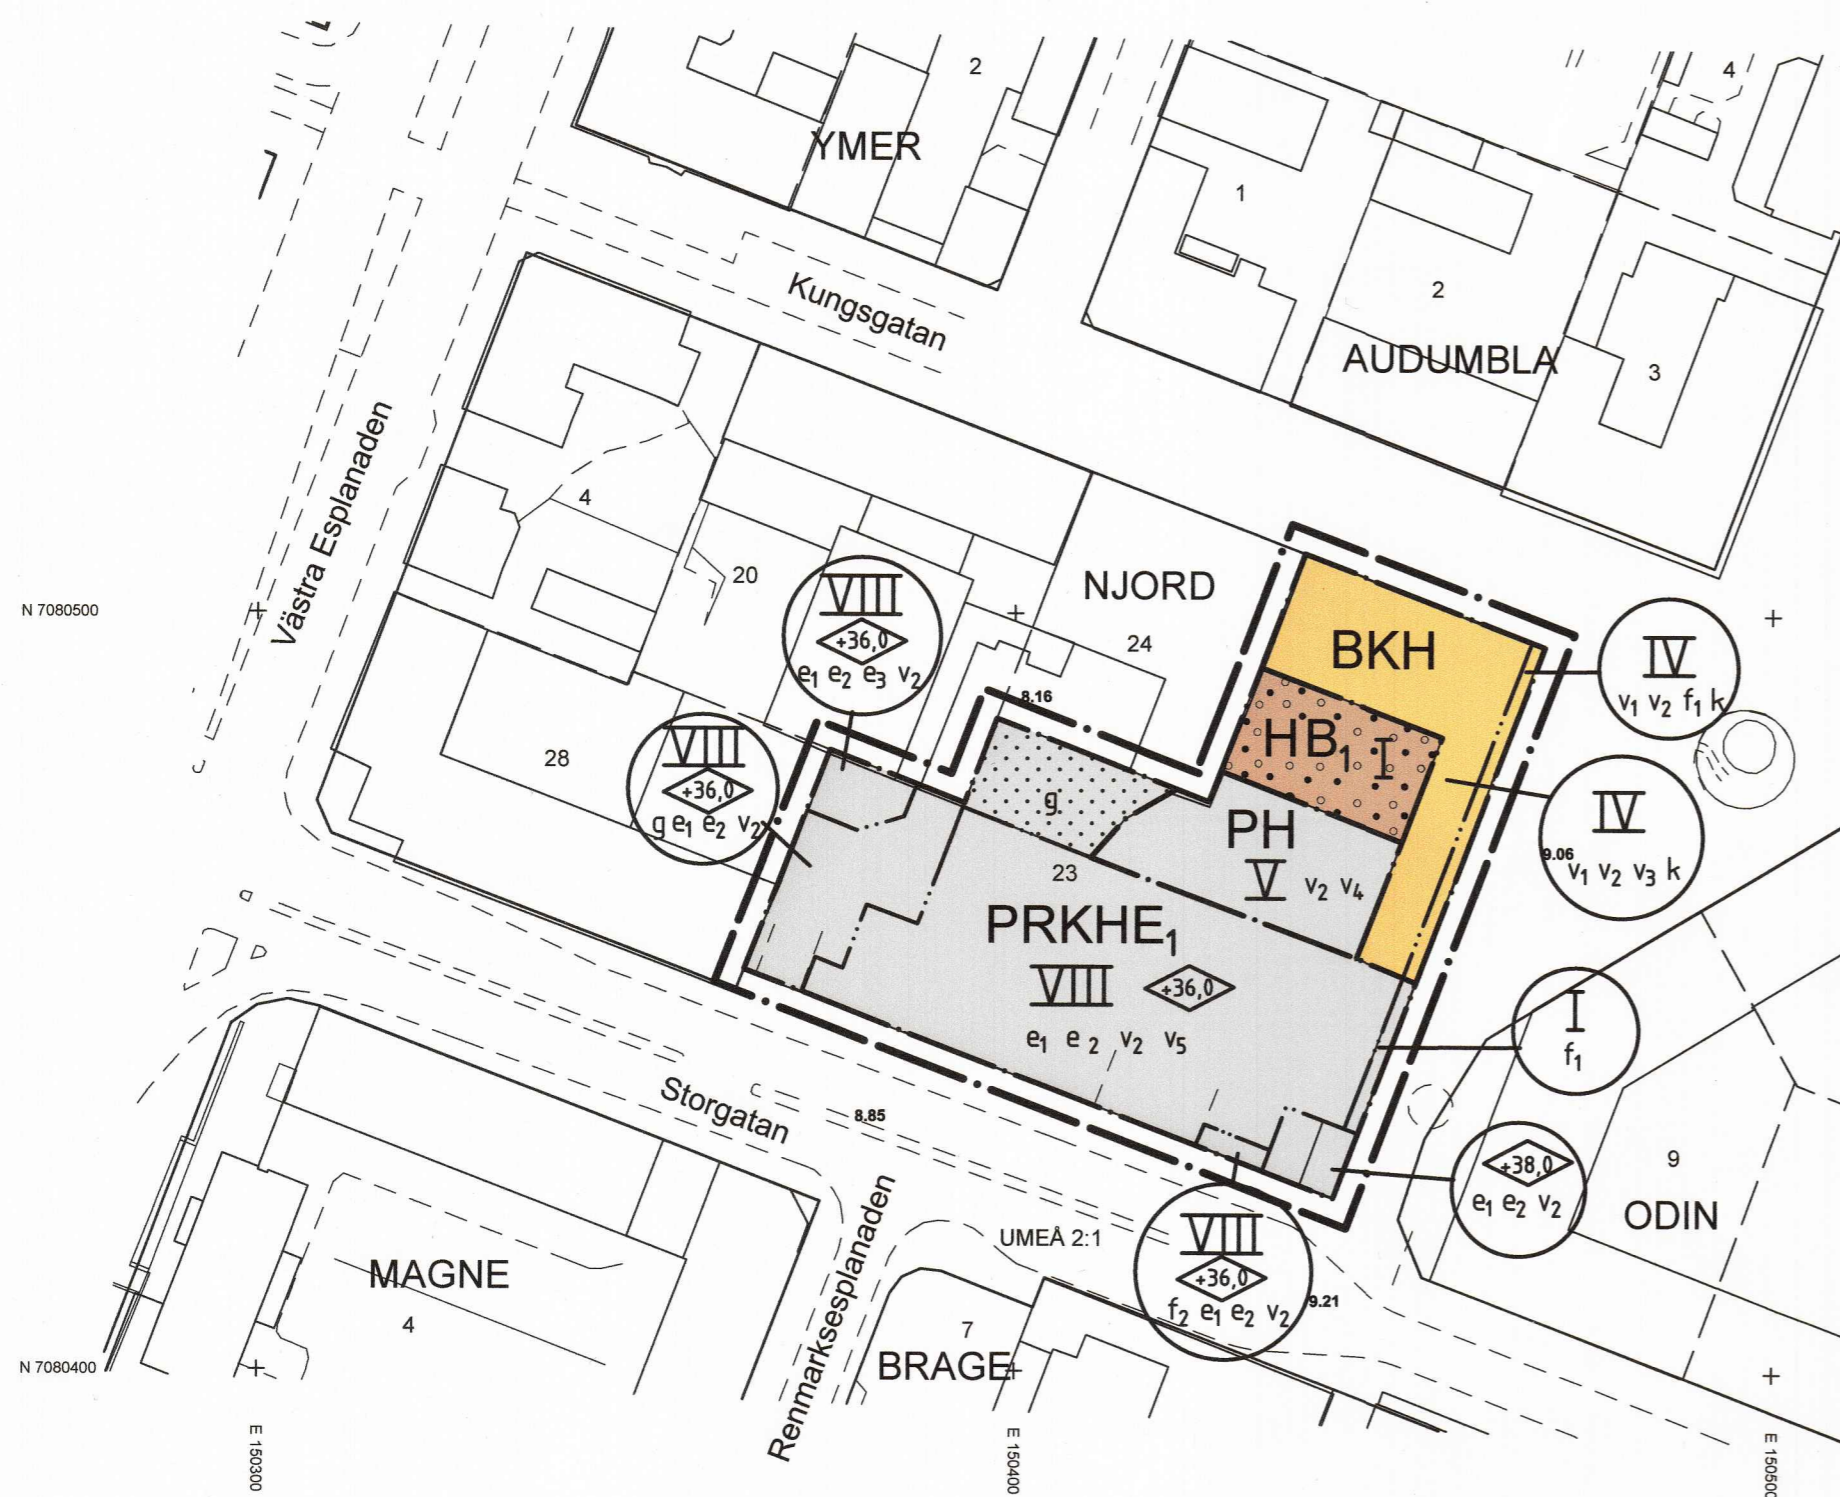 2
4
YMER
1
2
Kungsgatan
AUDUMBLA
3
Västra Esplanaden
4
20
NJORD
24
N 7080500
VIII
+36,0
e1 e2 e3 v2
BKH
IV
v1 v2 f1 k
8.16
HB1 I
VIII
+36,0
g e1 e2 v2
28
g
PH
V v2 v4
IV
9.06
v1 v2 v3 k
23
PRKHE1
VIII +36,0
e1 e2 v2 v5
I
f1
Storgatan
8.85
+38,0
e1 e2 v2
9
ODIN
UMEÅ 2:1
VIII
+36,0
f2 e1 e2 v2
9.21
MAGNE
4
Renmarksesplanaden
7
BRAGE
N 7080400
E 150300
E 150400
E 150500